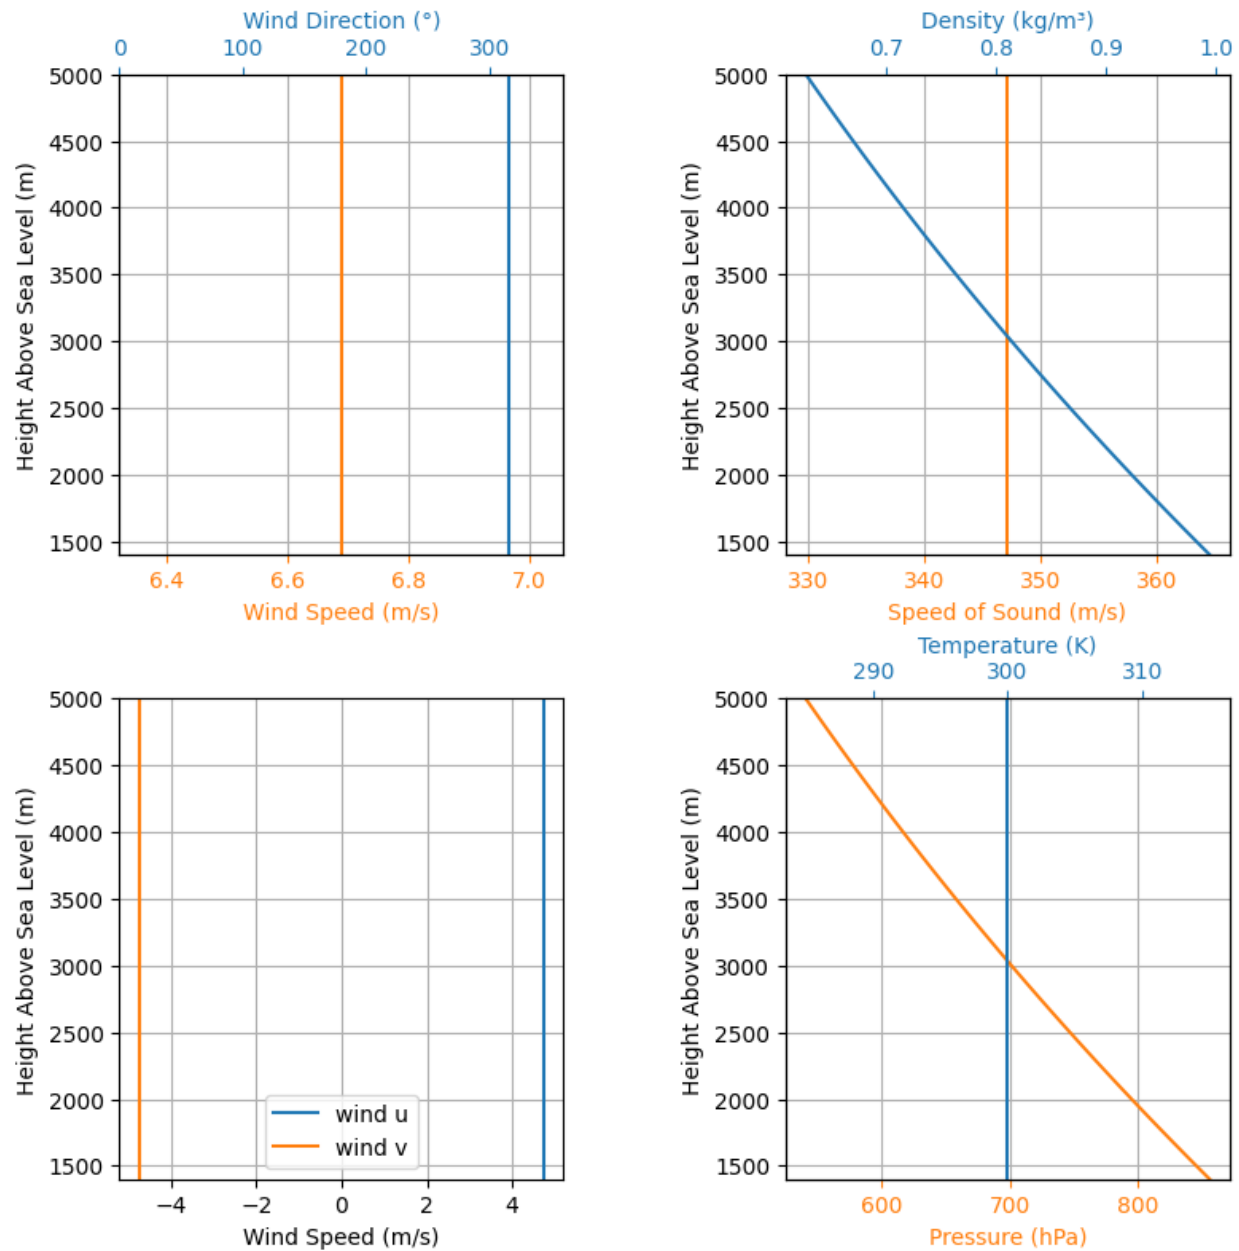 Wind Direction (°)
0 100 200 300
5000
4500
4000
3500
3000
2500
2000
1500
Height Above Sea Level (m)
6.4 6.6 6.8 7.0
Wind Speed (m/s)
Density (kg/m³)
0.7 0.8 0.9 1.0
5000
4500
4000
3500
3000
2500
2000
1500
Height Above Sea Level (m)
330 340 350 360
Speed of Sound (m/s)
5000
4500
4000
3500
3000
2500
2000
1500
Height Above Sea Level (m)
wind u
wind v
−4 −2 0 2 4
Wind Speed (m/s)
Temperature (K)
290 300 310
5000
4500
4000
3500
3000
2500
2000
1500
Height Above Sea Level (m)
600 700 800
Pressure (hPa)